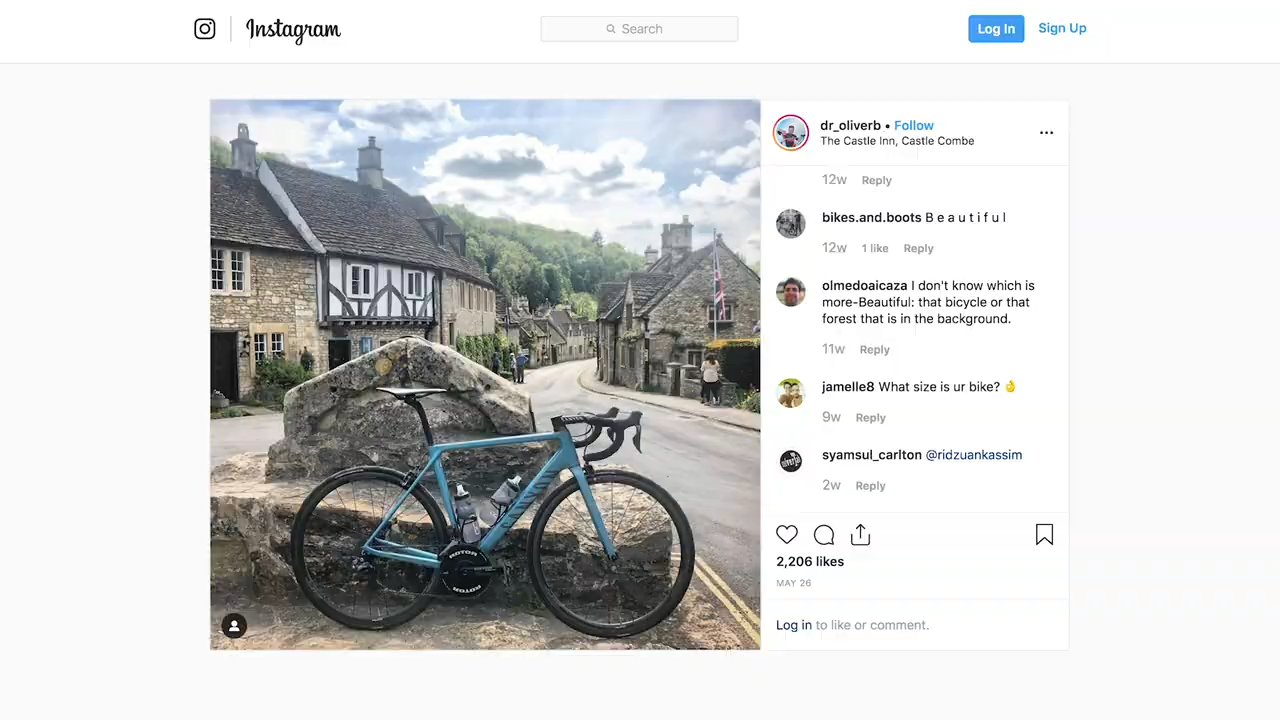 Instagram
Search
Log In
Sign Up
dr_oliverb • Follow
The Castle Inn, Castle Combe
12w Reply
bikes.and.boots B e a u t i f u l
12w 1 like Reply
olmedoaicaza I don't know which is
more-Beautiful: that bicycle or that
forest that is in the background.
11w Reply
jamelle8 What size is ur bike? 👌
9w Reply
syamsul_carlton @ridzuankassim
2w Reply
2,206 likes
MAY 26
Log in to like or comment.
CANYON
ROTOR
ROTOR